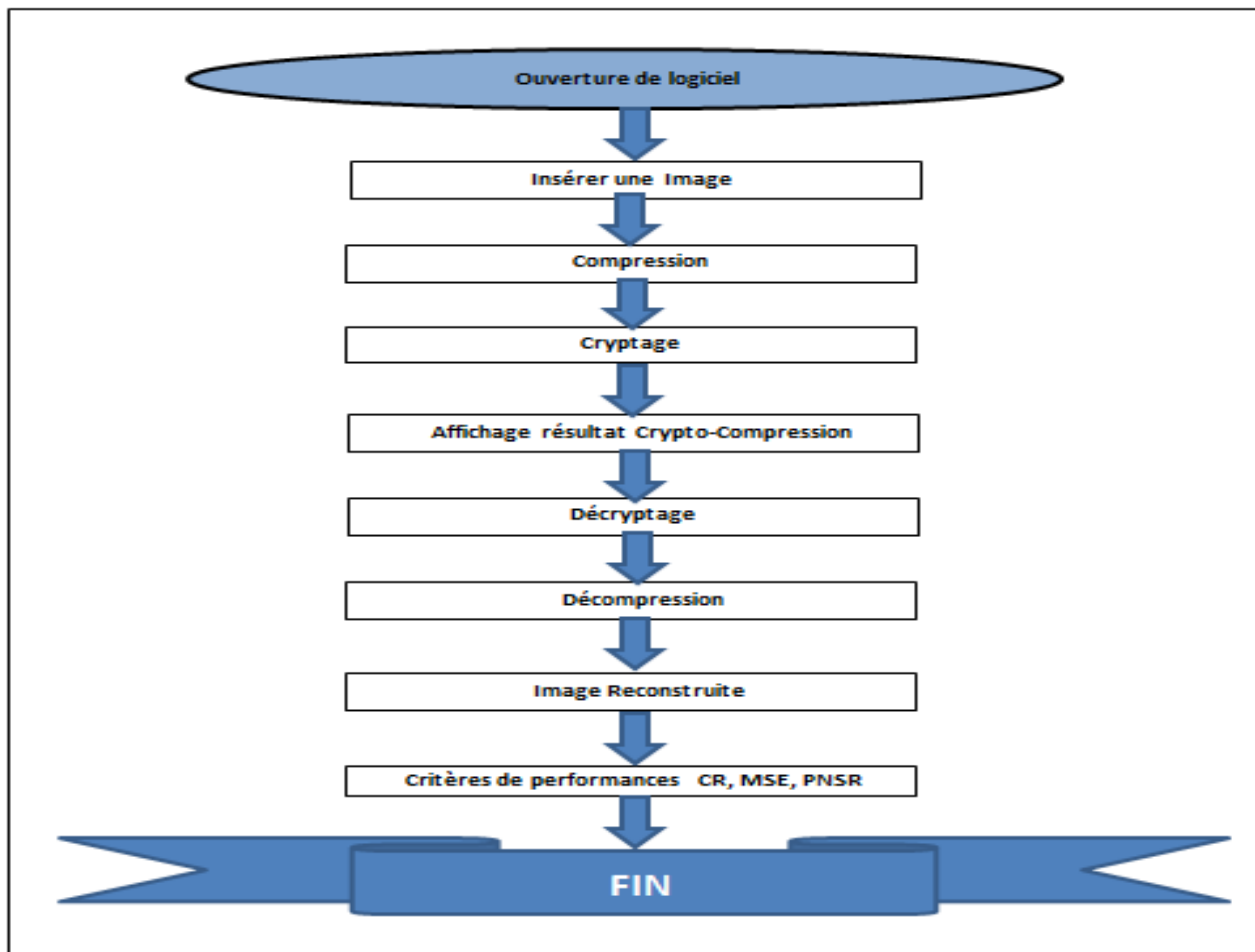 Ouverture de logiciel
Insérer une Image
Compression
Cryptage
Affichage résultat Crypto-Compression
Décryptage
Décompression
Image Reconstruite
Critères de performances CR, MSE, PNSR
FIN